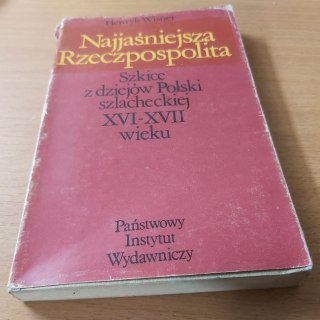 Henryk Wisner
Najjaśniejsza
Rzeczpospolita
Szkice
z dziejów Polski
szlacheckiej
XVI-XVII
wieku
Państwowy
Instytut
Wydawniczy